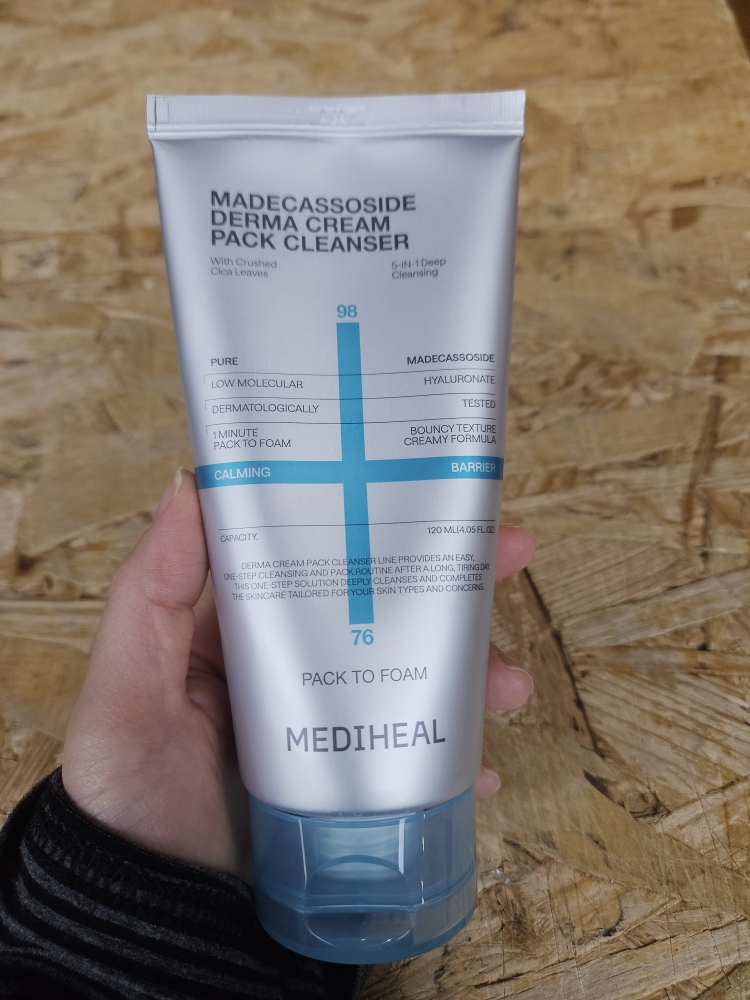 MADECASSOSIDE
DERMA CREAM
PACK CLEANSER
With Crushed
Cica Leaves
5-IN-1 Deep
Cleansing
98
PURE MADECASSOSIDE
LOW MOLECULAR HYALURONATE
DERMATOLOGICALLY TESTED
1 MINUTE
PACK TO FOAM
BOUNCY TEXTURE
CREAMY FORMULA
CALMING BARRIER
CAPACITY. 120 ML(4.05 FL.OZ)
DERMA CREAM PACK CLEANSER LINE PROVIDES AN EASY,
ONE-STEP CLEANSING AND PACK ROUTINE AFTER A LONG, TIRING DAY.
THIS ONE-STEP SOLUTION DEEPLY CLEANSES AND COMPLETES
THE SKINCARE TAILORED FOR YOUR SKIN TYPES AND CONCERNS.
76
PACK TO FOAM
MEDIHEAL